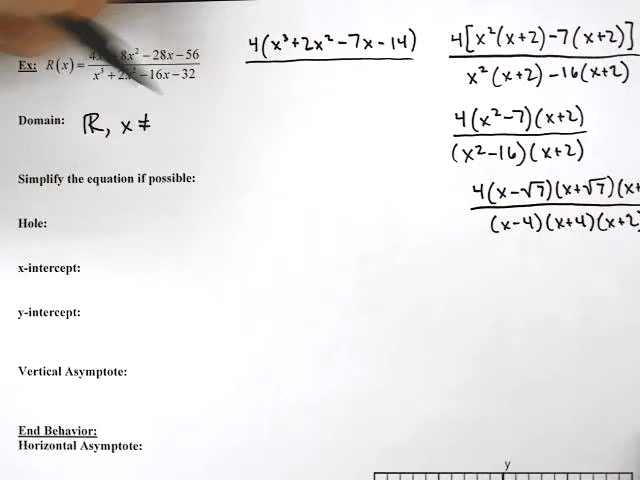 Ex: R(x) = 8x² − 28x − 56 / x³ + − 16x − 32
4(x³+2x²−7x−14)
4[x²(x+2)−7(x+2)]
x²(x+2)−16(x+2)
Domain: ℝ, x ≠
4(x²−7)(x+2)
(x²−16)(x+2)
Simplify the equation if possible:
4(x−√7)(x+√7)(x+
(x−4)(x+4)(x+2)
Hole:
x-intercept:
y-intercept:
Vertical Asymptote:
End Behavior:
Horizontal Asymptote:
y